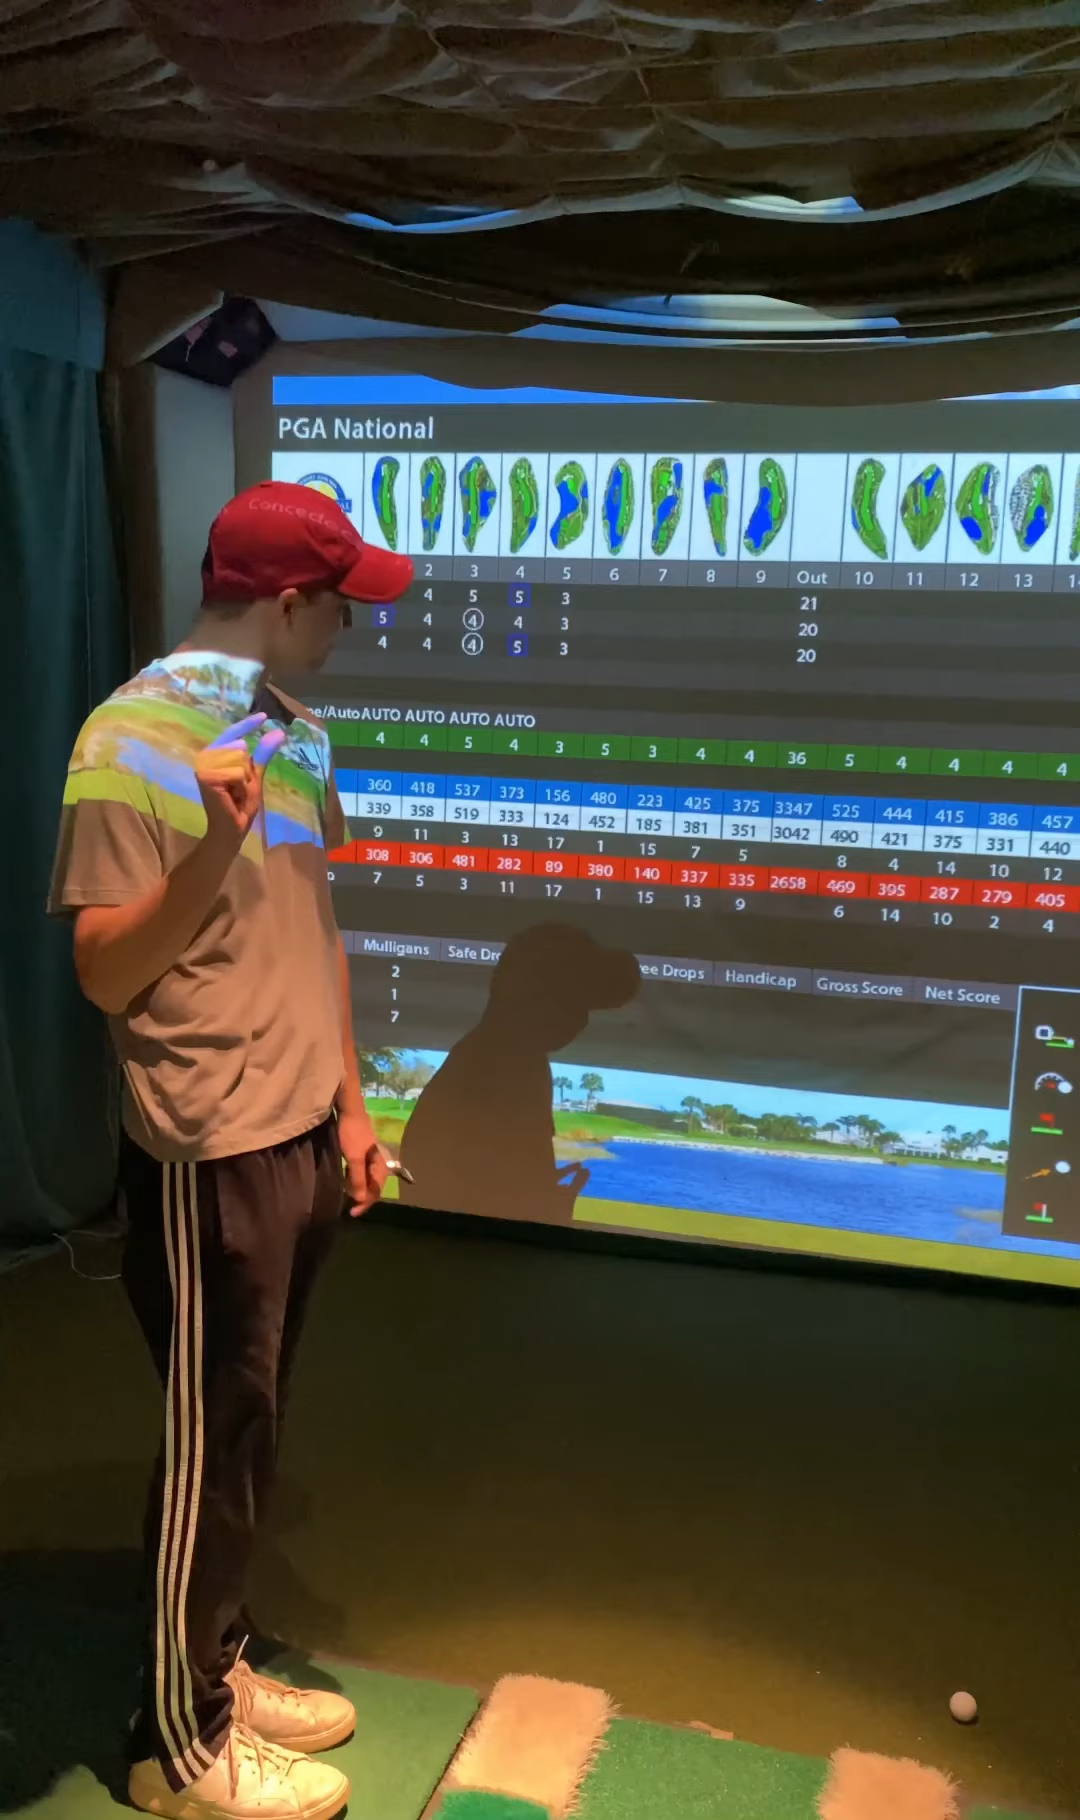 PGA National
Concecto
2 3 4 5 6 7 8 9 Out 10 11 12 13
4 5 5 3 21
5 4 4 4 3 20
4 4 4 5 3 20
AUTO AUTO AUTO AUTO
4 4 5 4 3 5 3 4 4 36 5 4 4 4 4
360 418 537 373 156 480 223 425 375 3347 525 444 415 386 457
339 358 519 333 124 452 185 381 351 3042 490 421 375 331 440
9 11 3 13 17 1 15 7 5 8 4 14 10 12
308 306 481 282 89 380 140 337 335 2658 469 395 287 279 405
7 5 3 11 17 1 15 13 9 6 14 10 2 4
Mulligans Safe Drops Handicap Gross Score Net Score
2
1
7